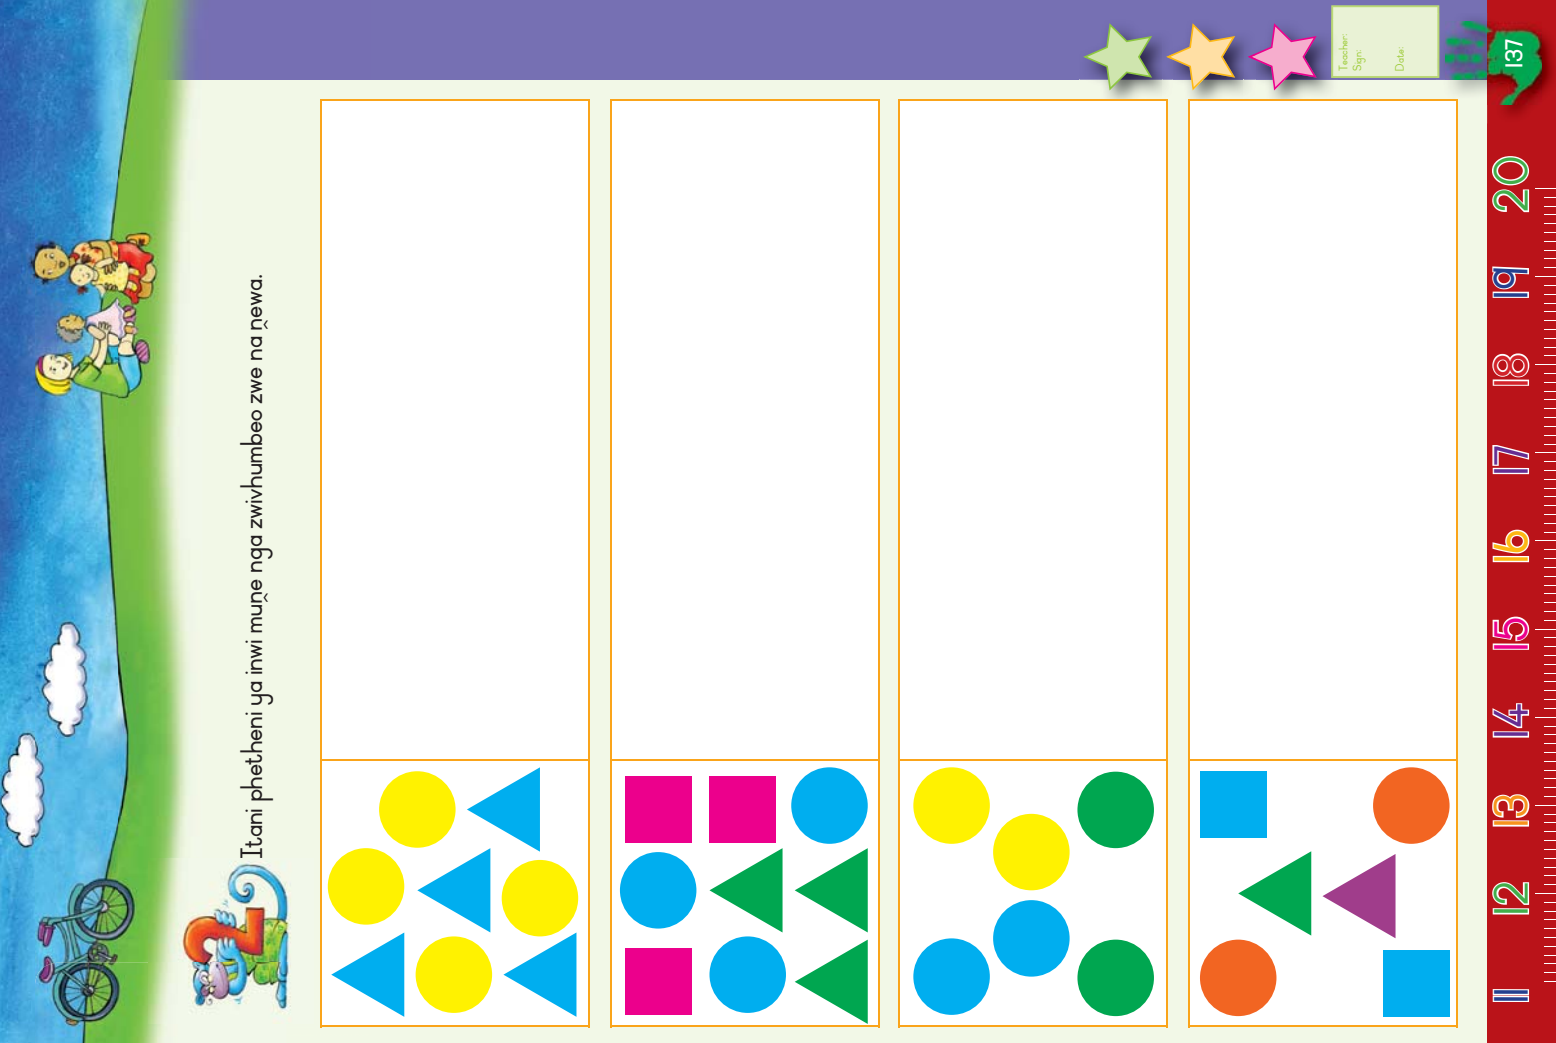 Teacher:
Sign:
Date:
137
2
Itani phetheni ya inwi muṋe nga zwivhumbeo zwe na ṋewa.
11 12 13 14 15 16 17 18 19 20